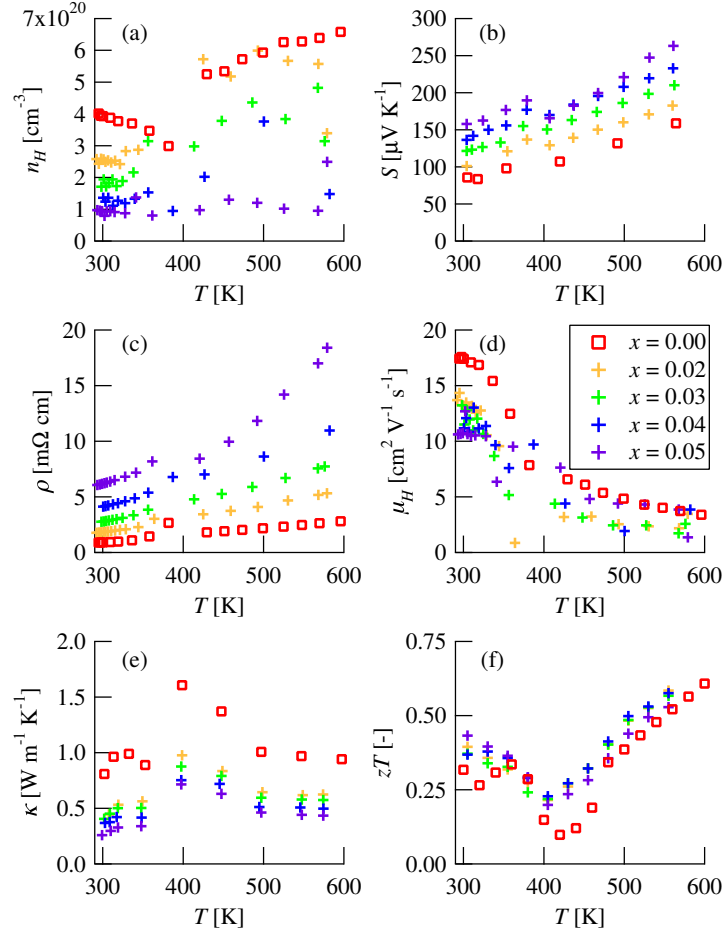 7x10²⁰
6
5
4
3
2
1
0
n_H [cm⁻³]
(a)
300
400
500
600
T [K]
300
250
200
150
100
50
0
S [μV K⁻¹]
(b)
300
400
500
600
T [K]
20
15
10
5
0
ρ [mΩ cm]
(c)
300
400
500
600
T [K]
20
15
10
5
0
μ_H [cm² V⁻¹ s⁻¹]
(d)
x = 0.00
x = 0.02
x = 0.03
x = 0.04
x = 0.05
300
400
500
600
T [K]
2.0
1.5
1.0
0.5
0.0
κ [W m⁻¹ K⁻¹]
(e)
300
400
500
600
T [K]
0.75
0.50
0.25
0.00
zT [-]
(f)
300
400
500
600
T [K]